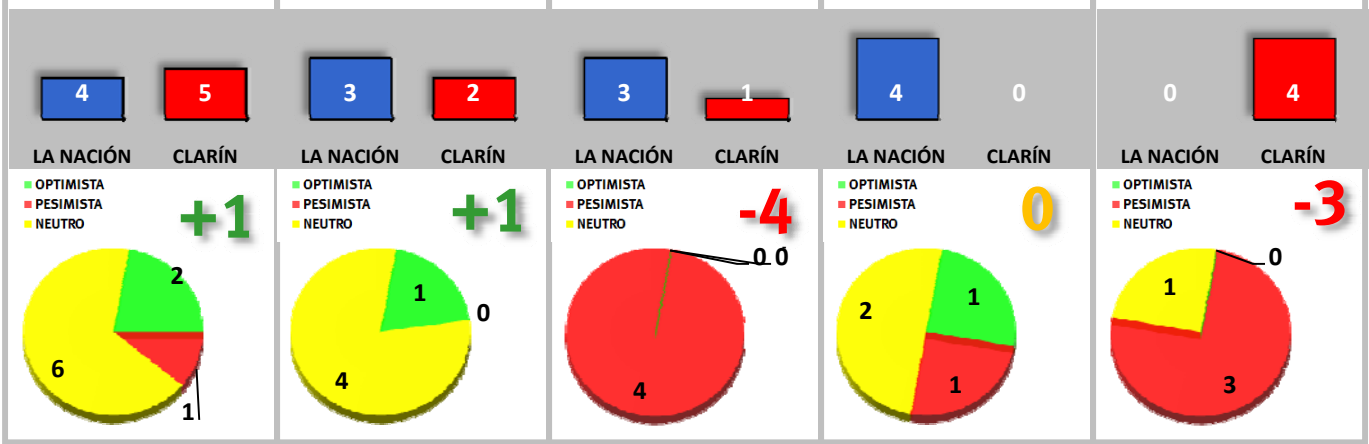 4 5
LA NACIÓN CLARÍN
OPTIMISTA
PESIMISTA
NEUTRO
+1
2
6
1
3 2
LA NACIÓN CLARÍN
OPTIMISTA
PESIMISTA
NEUTRO
+1
1
0
4
3 1
LA NACIÓN CLARÍN
OPTIMISTA
PESIMISTA
NEUTRO
-4
0 0
4
4 0
LA NACIÓN CLARÍN
OPTIMISTA
PESIMISTA
NEUTRO
0
1
2
1
0 4
LA NACIÓN CLARÍN
OPTIMISTA
PESIMISTA
NEUTRO
-3
0
1
3